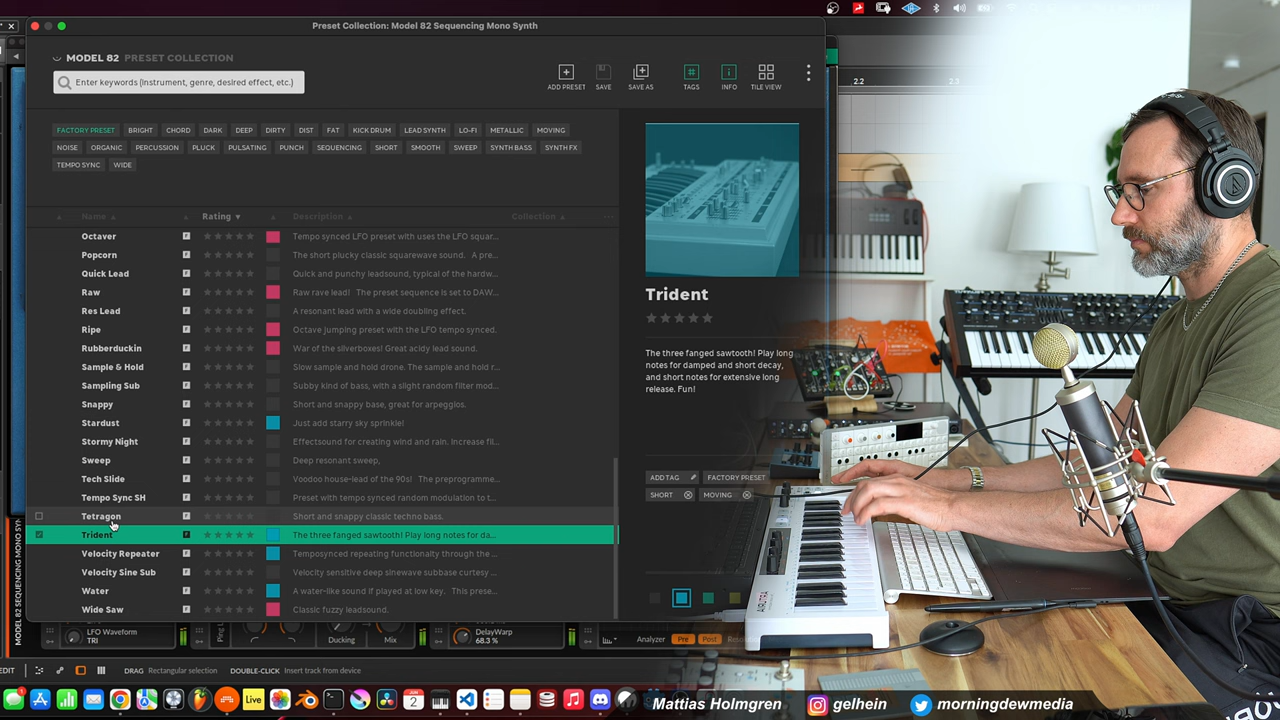 Preset Collection: Model 82 Sequencing Mono Synth
MODEL 82 PRESET COLLECTION
Enter keywords (instrument, genre, desired effect, etc.)
ADD PRESET SAVE SAVE AS TAGS INFO TILE VIEW
2.2 2.3
FACTORY PRESET BRIGHT CHORD DARK DEEP DIRTY DIST FAT KICK DRUM LEAD SYNTH LO-FI METALLIC MOVING
NOISE ORGANIC PERCUSSION PLUCK PULSATING PUNCH SEQUENCING SHORT SMOOTH SWEEP SYNTH BASS SYNTH FX
TEMPO SYNC WIDE
Name Rating Description Collection
Octaver Tempo synced LFO preset with uses the LFO squar...
Popcorn The short plucky classic squarewave sound. A pre...
Quick Lead Quick and punchy leadsound, typical of the hardw...
Raw Raw rave lead! The preset sequence is set to DAW...
Res Lead A resonant lead with a wide doubling effect.
Ripe Octave jumping preset with the LFO tempo synced.
Rubberduckin War of the silverboxes! Great acidy lead sound.
Sample & Hold Slow sample and hold drone. The sample and hold r...
Sampling Sub Subby kind of bass, with a slight random filter mod...
Snappy Short and snappy base, great for arpeggios.
Stardust Just add starry sky sprinkle!
Stormy Night Effectsound for creating wind and rain. Increase fil...
Sweep Deep resonant sweep,
Tech Slide Voodoo house-lead of the 90s! The preprogramme...
Tempo Sync SH Preset with tempo synced random modulation to t...
Tetragon Short and snappy classic techno bass.
Trident The three fanged sawtooth! Play long notes for da...
Velocity Repeater Temposynced repeating functionality through the ...
Velocity Sine Sub Velocity sensitive deep sinewave subbase curtesy ...
Water A water-like sound if played at low key. This prese...
Wide Saw Classic fuzzy leadsound.
Trident
The three fanged sawtooth! Play long
notes for damped and short decay,
and short notes for extensive long
release. Fun!
ADD TAG FACTORY PRESET
SHORT MOVING
MODEL 82 SEQUENCING MONO SYN
LFO Waveform
TRI
Ducking Mix
DelayWarp
68.3 %
Analyzer Pre Post
EDIT DRAG Rectangular selection DOUBLE-CLICK Insert track from device
Live
JUN
2
AIRA
Mattias Holmgren gelhein morningdewmedia